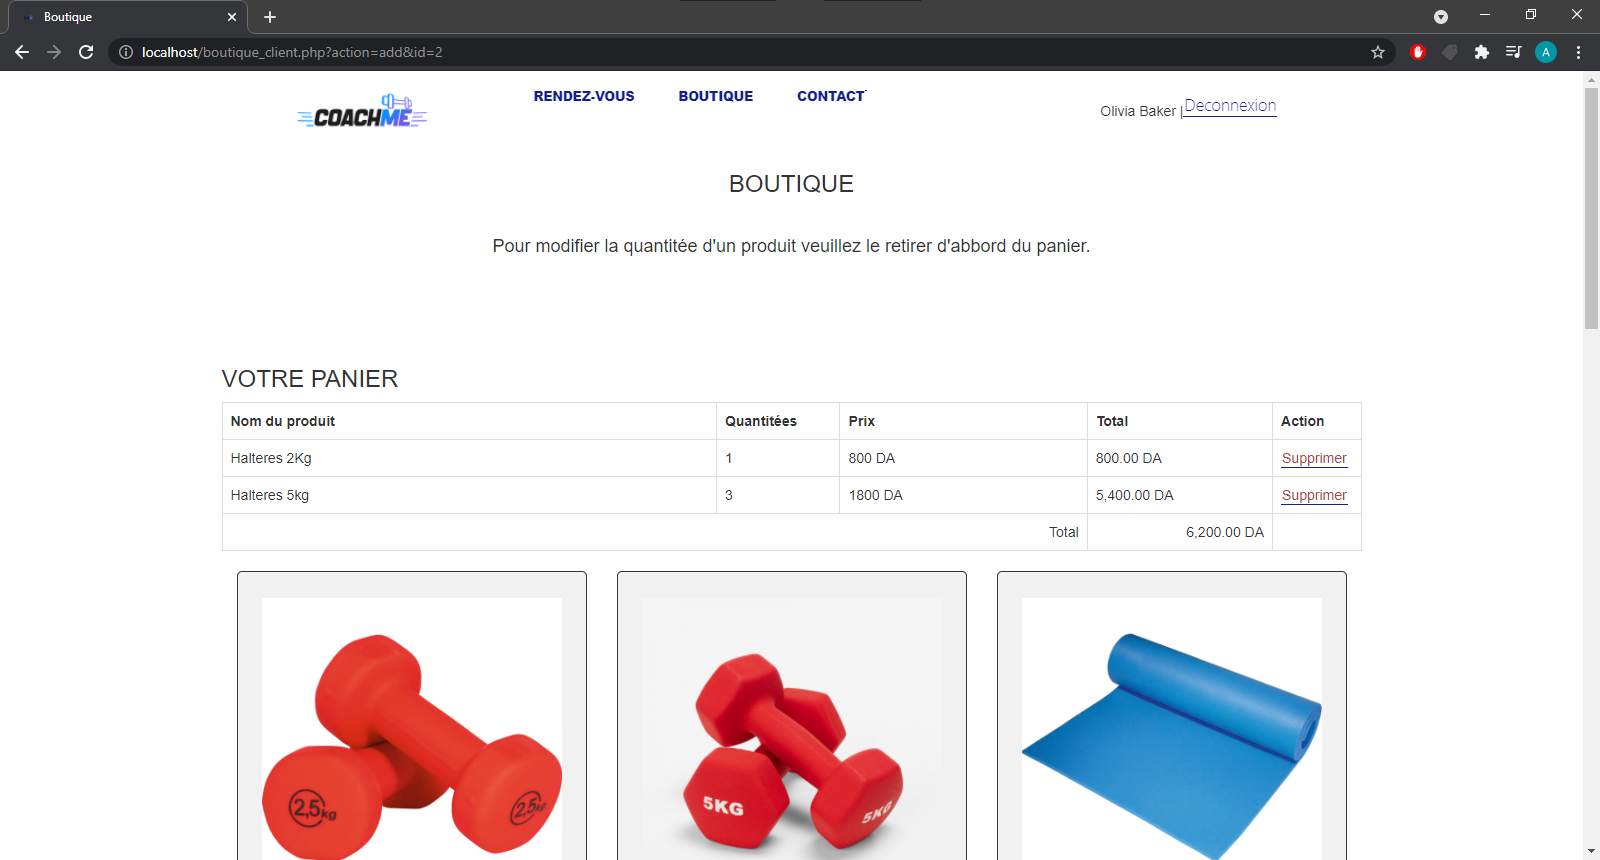 Boutique
localhost/boutique_client.php?action=add&id=2
A
COACHME
RENDEZ-VOUS BOUTIQUE CONTACT
Olivia Baker | Deconnexion
BOUTIQUE
Pour modifier la quantitée d'un produit veuillez le retirer d'abbord du panier.
VOTRE PANIER
Nom du produit Quantitées Prix Total Action
Halteres 2Kg 1 800 DA 800.00 DA Supprimer
Halteres 5kg 3 1800 DA 5,400.00 DA Supprimer
Total 6,200.00 DA
2,5kg 2,5kg
5KG 5KG